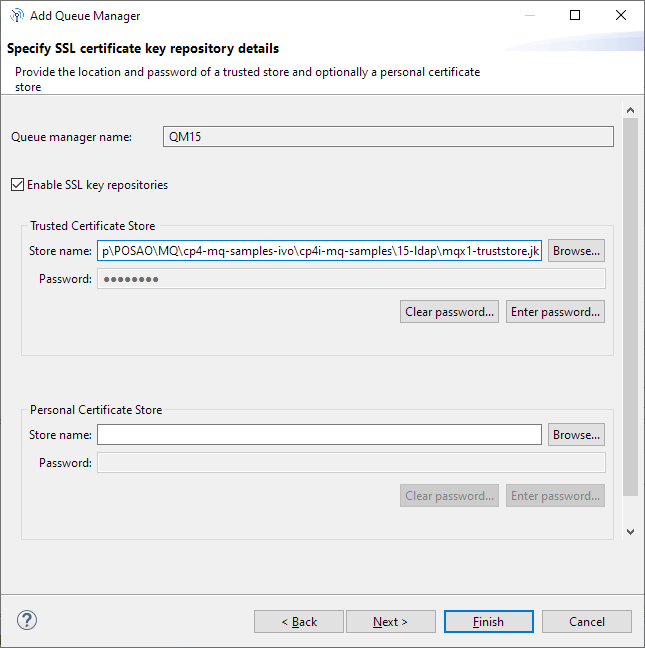 Add Queue Manager
Specify SSL certificate key repository details
Provide the location and password of a trusted store and optionally a personal certificate
store
Queue manager name: QM15
Enable SSL key repositories
Trusted Certificate Store
Store name: p\POSAO\MQ\cp4-mq-samples-ivo\cp4i-mq-samples\15-ldap\mqx1-truststore.jk Browse...
Password: ●●●●●●●●
Clear password... Enter password...
Personal Certificate Store
Store name: Browse...
Password:
Clear password... Enter password...
? < Back Next > Finish Cancel